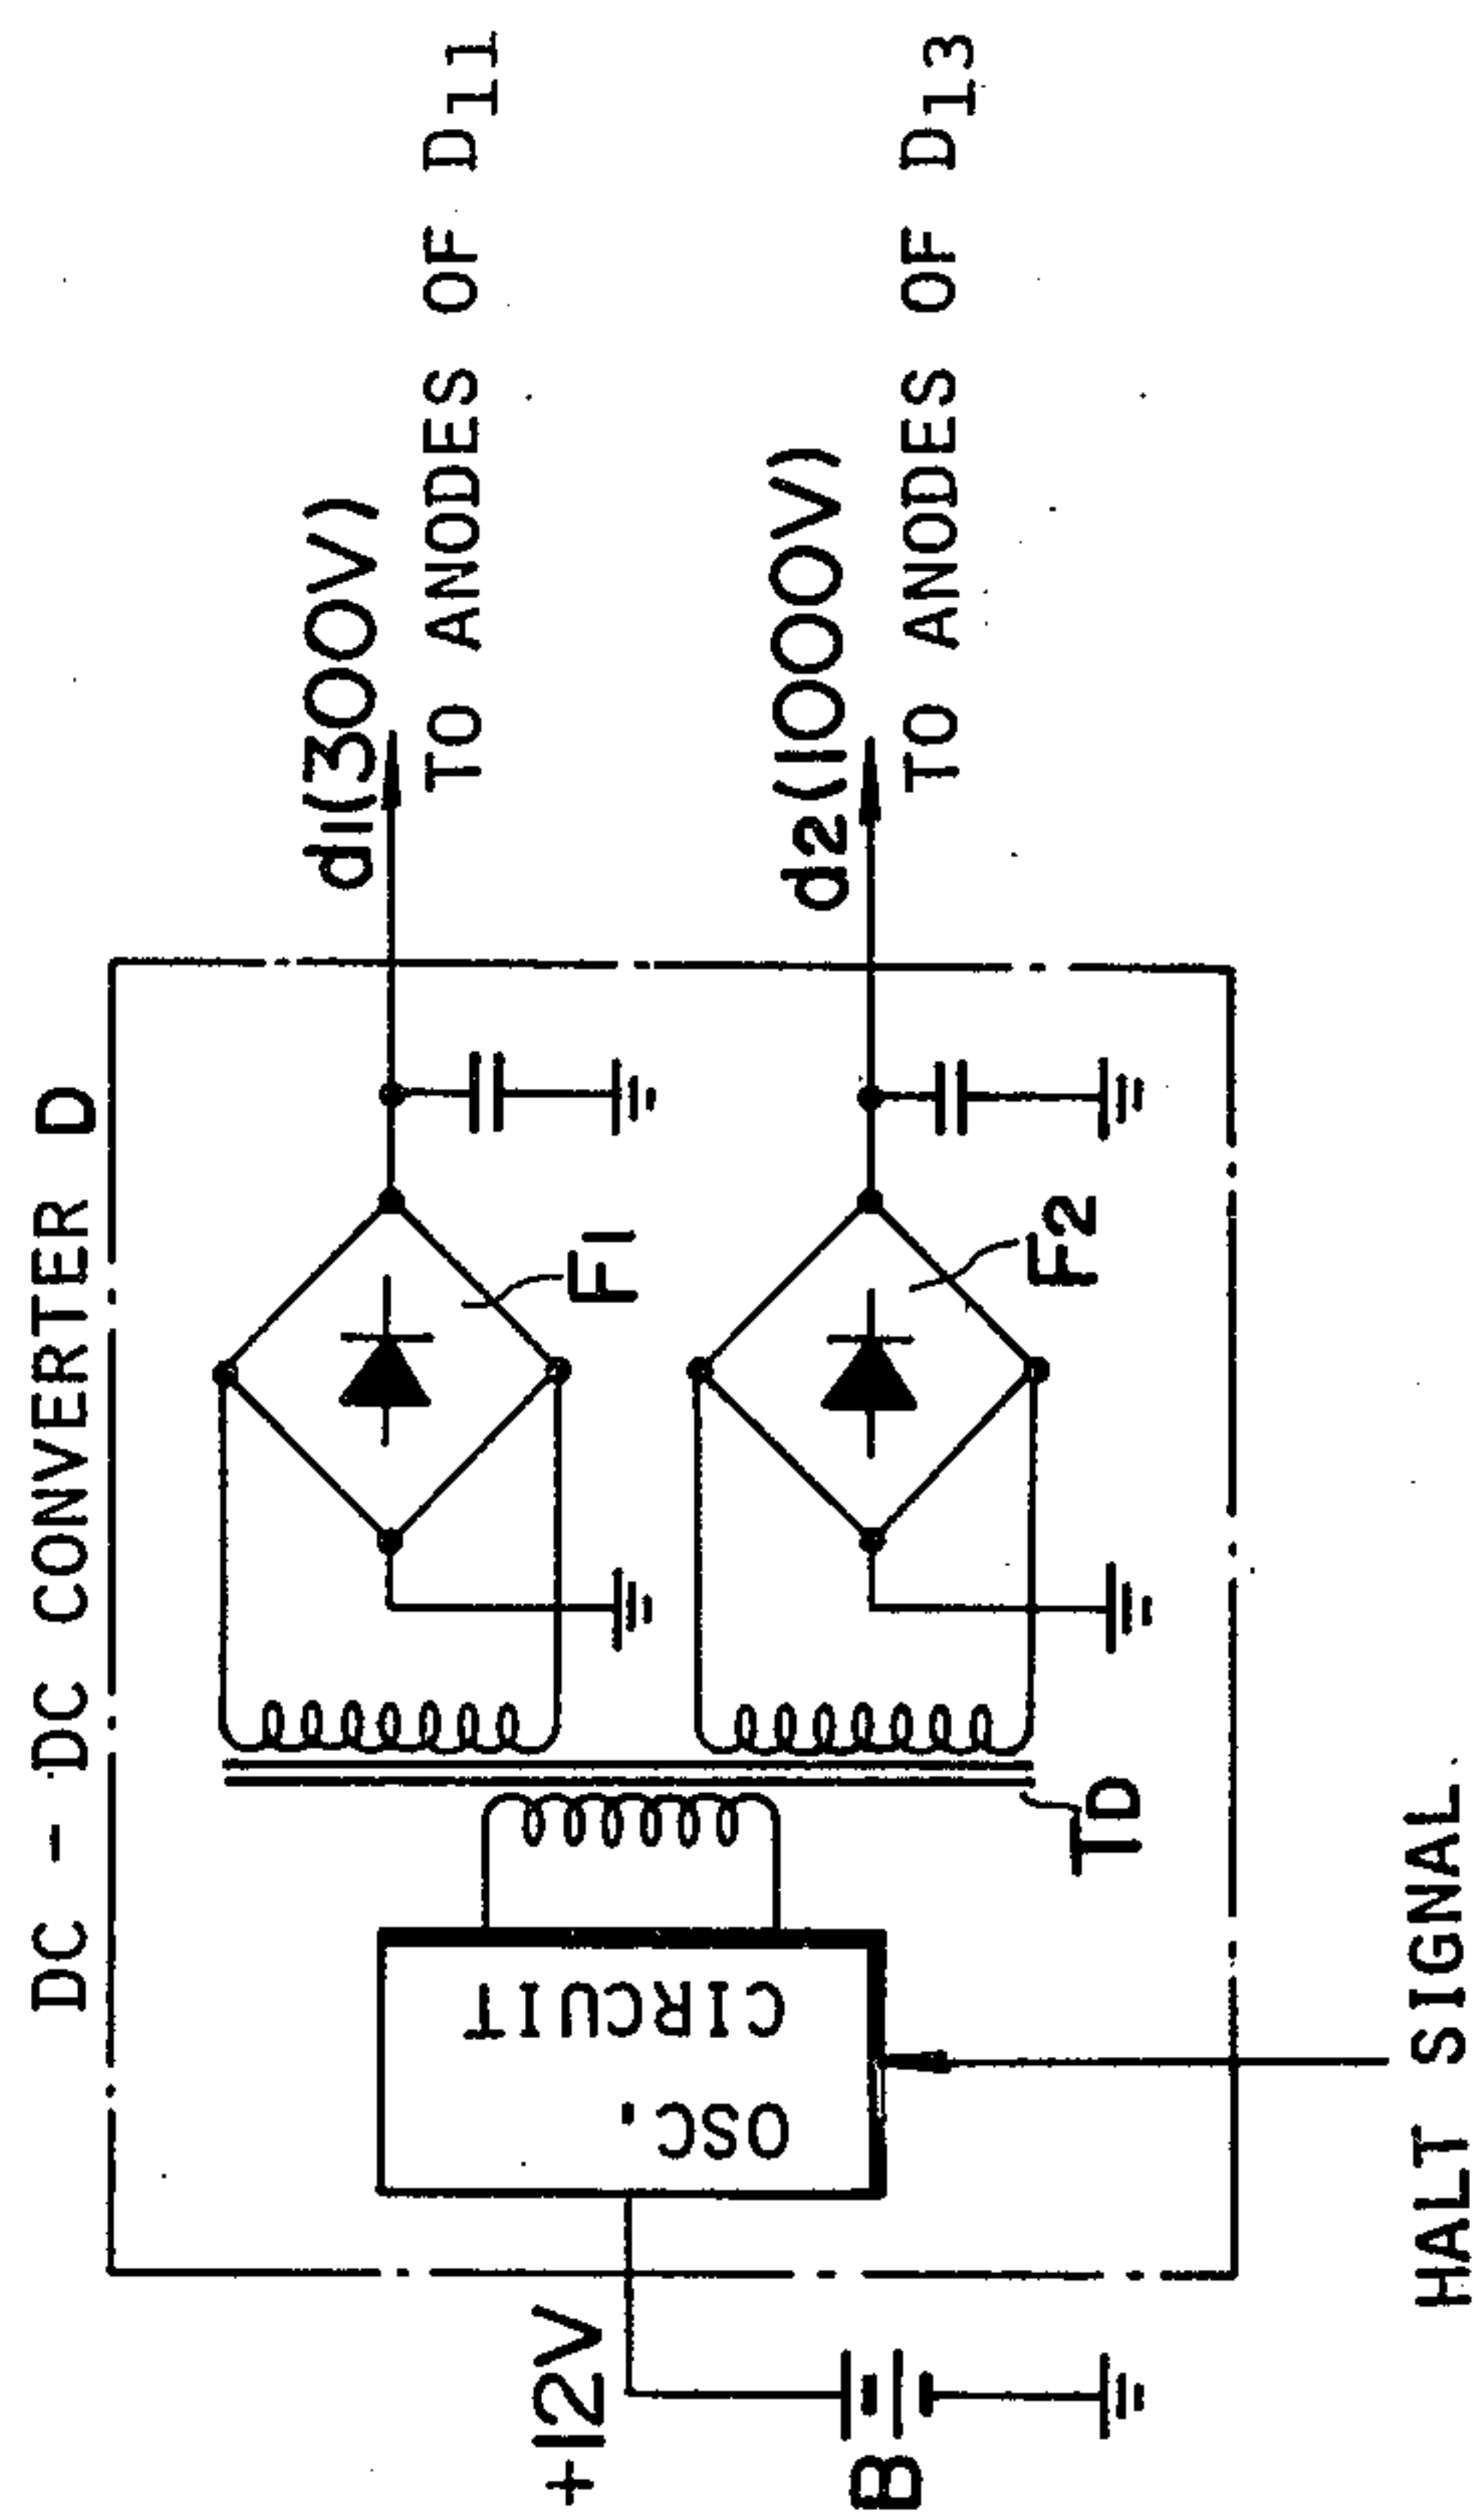 DC - DC CONVERTER D
d1(300V)
TO ANODES OF D11
F1
+12V
OSC.
CIRCUIT
d2(1000V)
TO ANODES OF D13
F2
B
TD
HALT SIGNAL